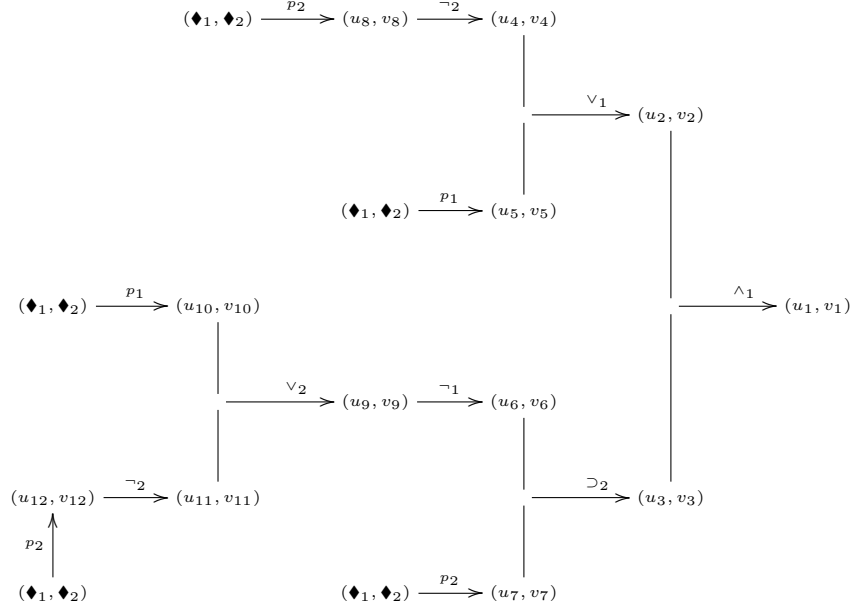 (♦₁, ♦₂) p₂ (u₈, v₈) ¬₂ (u₄, v₄)
∨₁ (u₂, v₂)
(♦₁, ♦₂) p₁ (u₅, v₅)
(♦₁, ♦₂) p₁ (u₁₀, v₁₀) ∧₁ (u₁, v₁)
∨₂ (u₉, v₉) ¬₁ (u₆, v₆)
(u₁₂, v₁₂) ¬₂ (u₁₁, v₁₁) ⊃₂ (u₃, v₃)
p₂
(♦₁, ♦₂) (♦₁, ♦₂) p₂ (u₇, v₇)